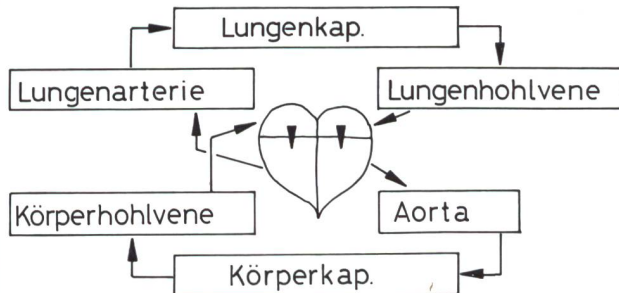 Lungenkap.
Lungenarterie
Lungenhohlvene
Körperhohlvene
Aorta
Körperkap.